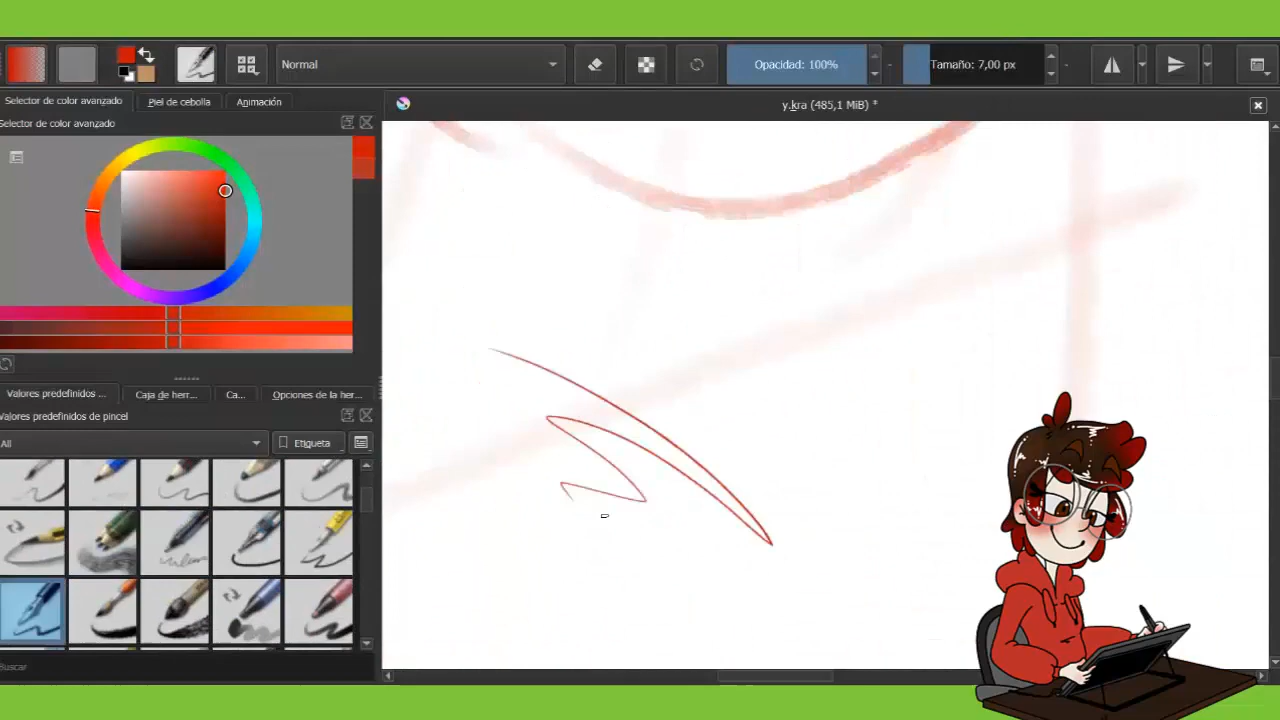 Normal
Opacidad: 100%
Tamaño: 7,00 px
Selector de color avanzado
Piel de cebolla
Animación
y.kra (485,1 MiB) *
Selector de color avanzado
Valores predefinidos ...
Caja de her...
Ca...
Opciones de la her...
Valores predefinidos de pincel
All
Etiqueta
Buscar